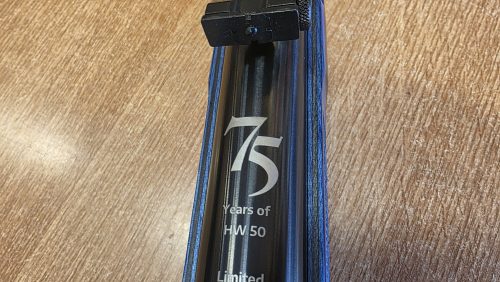 75
Years of
HW 50
Limited